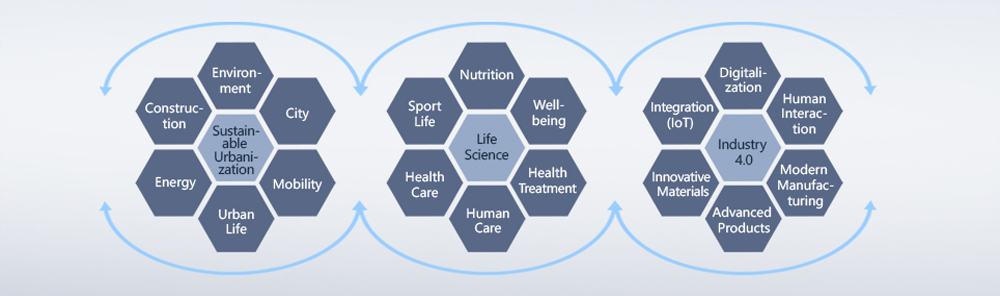 Environ-
ment
Construc-
tion
City
Sustain-
able
Urbani-
zation
Energy
Mobility
Urban
Life
Nutrition
Sport
Life
Well-
being
Life
Science
Health
Care
Health
Treatment
Human
Care
Digitali-
zation
Integration
(IoT)
Human
Interac-
tion
Industry
4.0
Innovative
Materials
Modern
Manufac-
turing
Advanced
Products